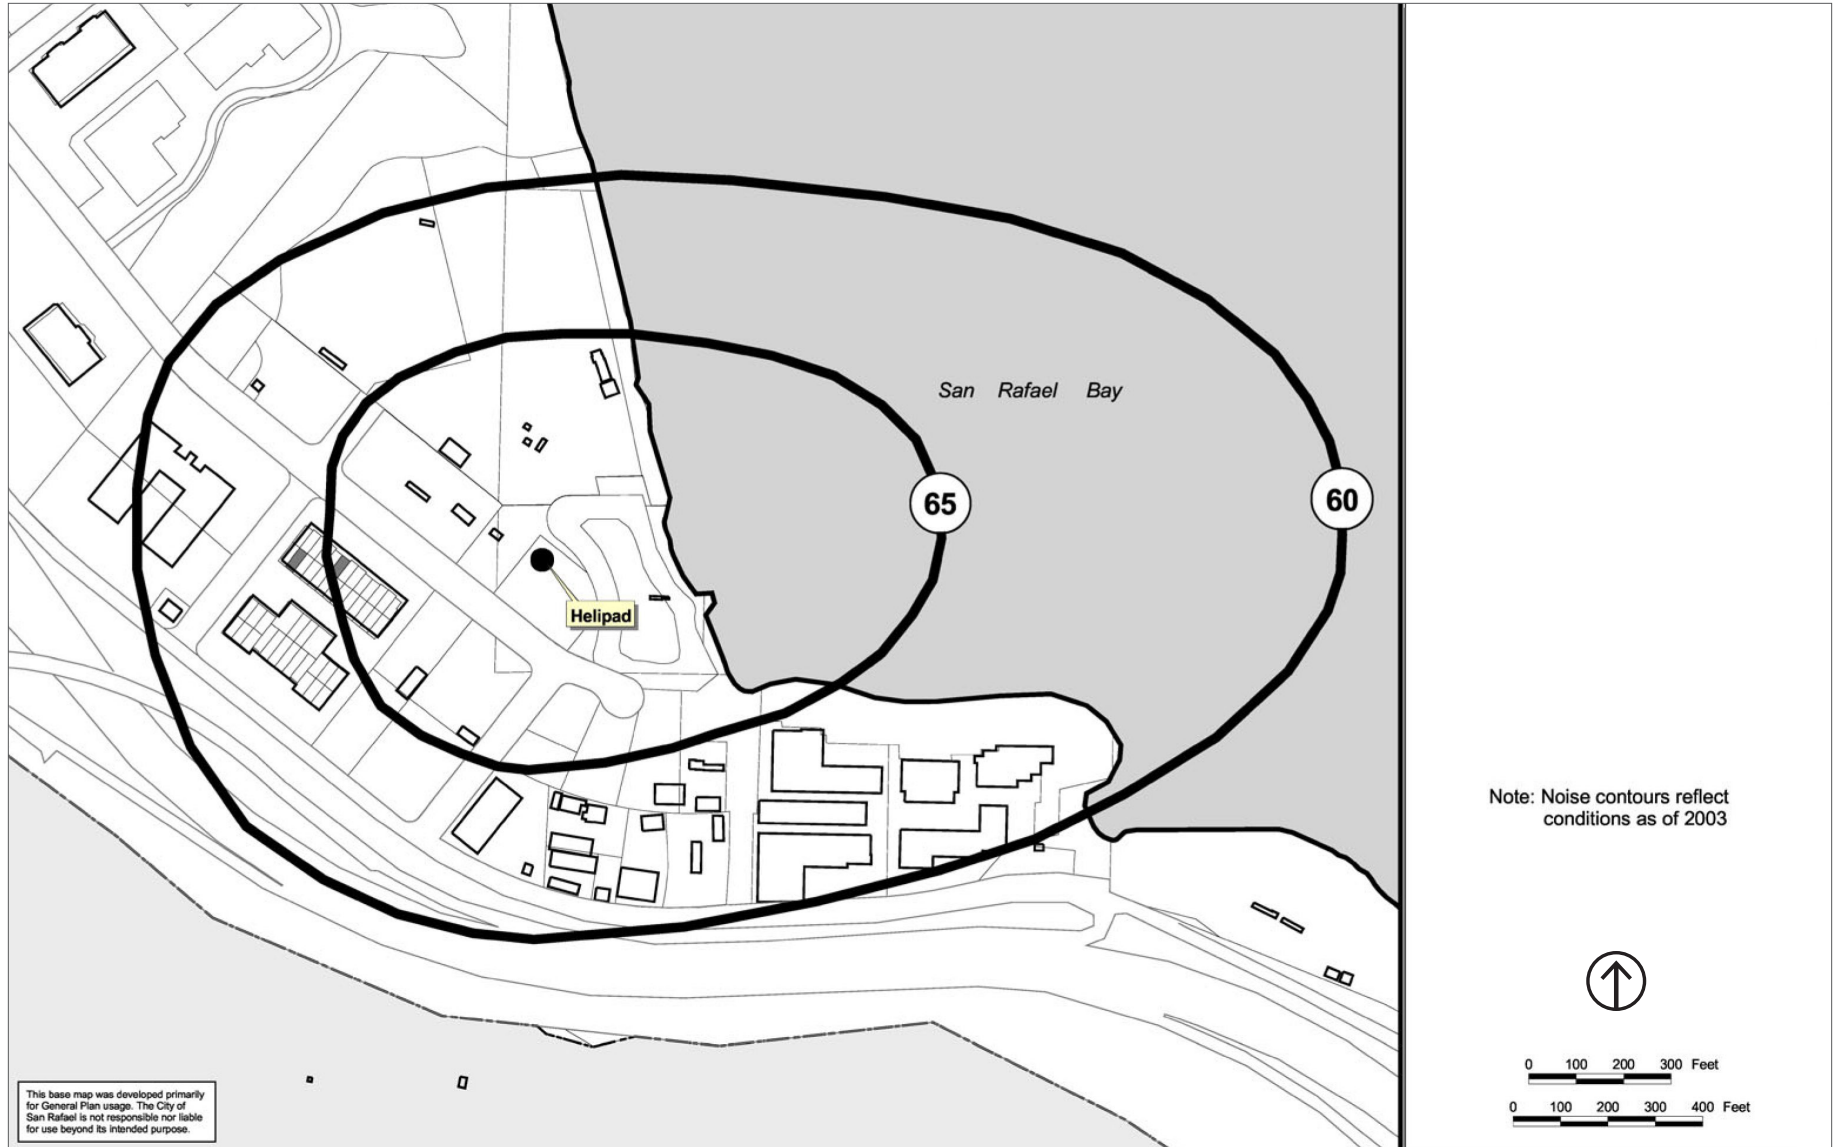 San Rafael Bay
65
60
Helipad
Note: Noise contours reflect
conditions as of 2003
0 100 200 300 Feet
0 100 200 300 400 Feet
This base map was developed primarily
for General Plan usage. The City of
San Rafael is not responsible nor liable
for use beyond its intended purpose.